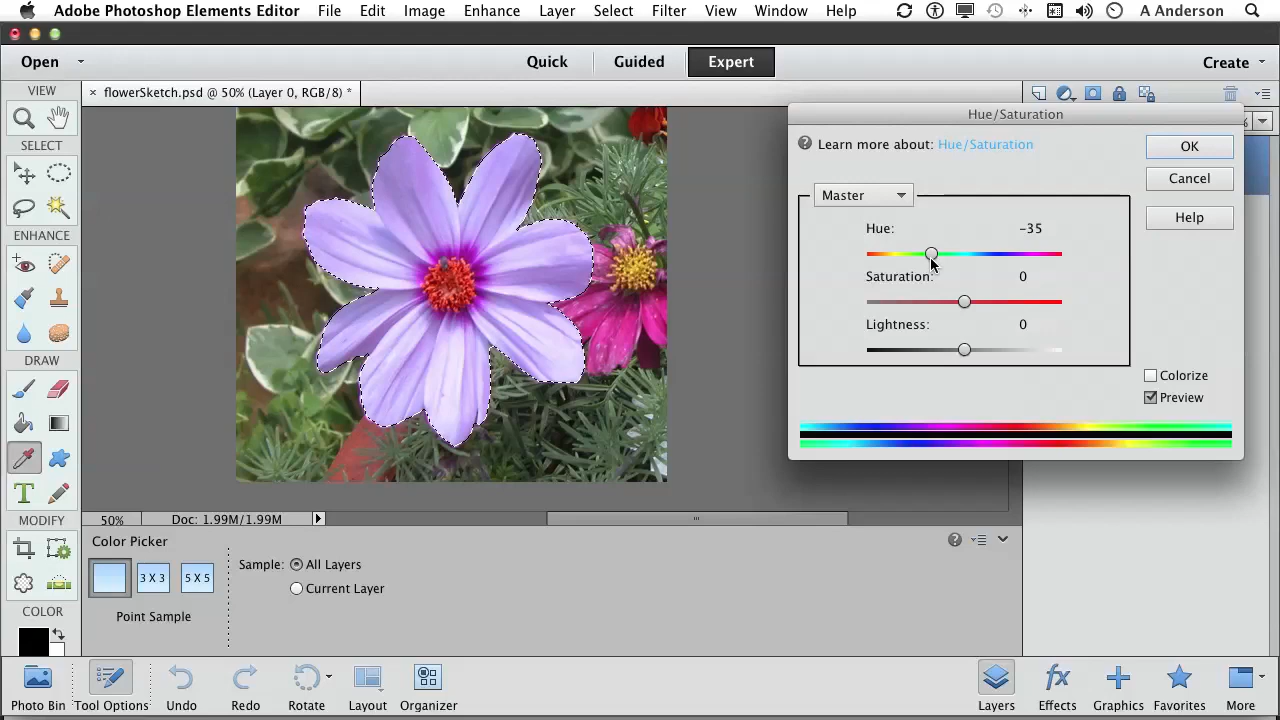 Adobe Photoshop Elements Editor File Edit Image Enhance Layer Select Filter View Window Help A Anderson
Open Quick Guided Expert Create
VIEW
× flowerSketch.psd @ 50% (Layer 0, RGB/8) *
Hue/Saturation
%
Learn more about: Hue/Saturation
OK
SELECT
Cancel
Master
Help
Hue: -35
ENHANCE
Saturation: 0
Lightness: 0
DRAW
Colorize
Preview
T
MODIFY
50% Doc: 1.99M/1.99M
Color Picker
Sample: All Layers
3 X 3 5 X 5
Current Layer
COLOR
Point Sample
Photo Bin Tool Options Undo Redo Rotate Layout Organizer Layers fx Effects Graphics Favorites More